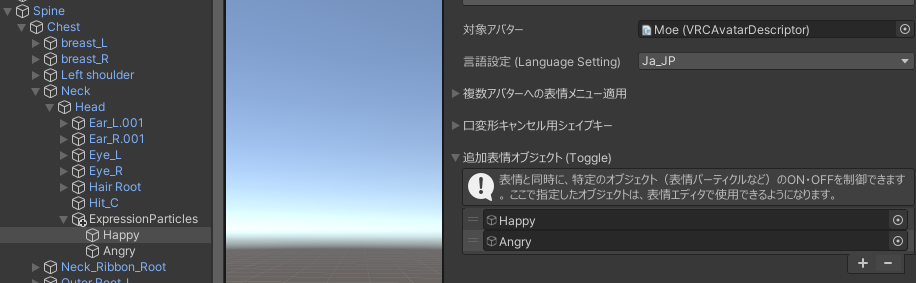 Spine
Chest
breast_L
breast_R
Left shoulder
Neck
Head
Ear_L.001
Ear_R.001
Eye_L
Eye_R
Hair Root
Hit_C
ExpressionParticles
Happy
Angry
Neck_Ribbon_Root
対象アバター
Moe (VRCAvatarDescriptor)
言語設定 (Language Setting)
Ja_JP
複数アバターへの表情メニュー適用
口変形キャンセル用シェイプキー
追加表情オブジェクト (Toggle)
表情と同時に、特定のオブジェクト（表情パーティクルなど）のON・OFFを制御できます
。ここで指定したオブジェクトは、表情エディタで使用できるようになります。
Happy
Angry